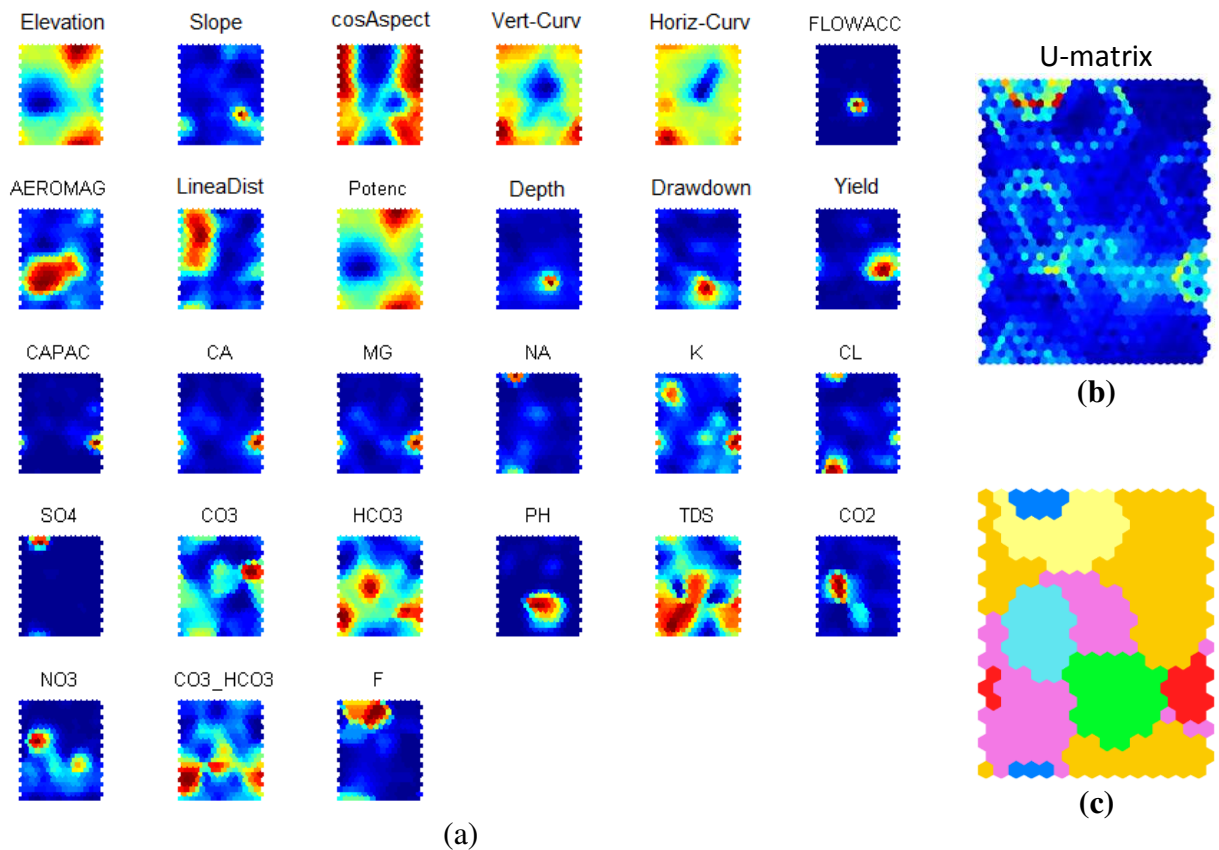 Elevation Slope cosAspect Vert-Curv Horiz-Curv FLOWACC
AEROMAG LineaDist Potenc Depth Drawdown Yield
CAPAC CA MG NA K CL
SO4 CO3 HCO3 PH TDS CO2
NO3 CO3_HCO3 F
(a)
U-matrix
(b)
(c)